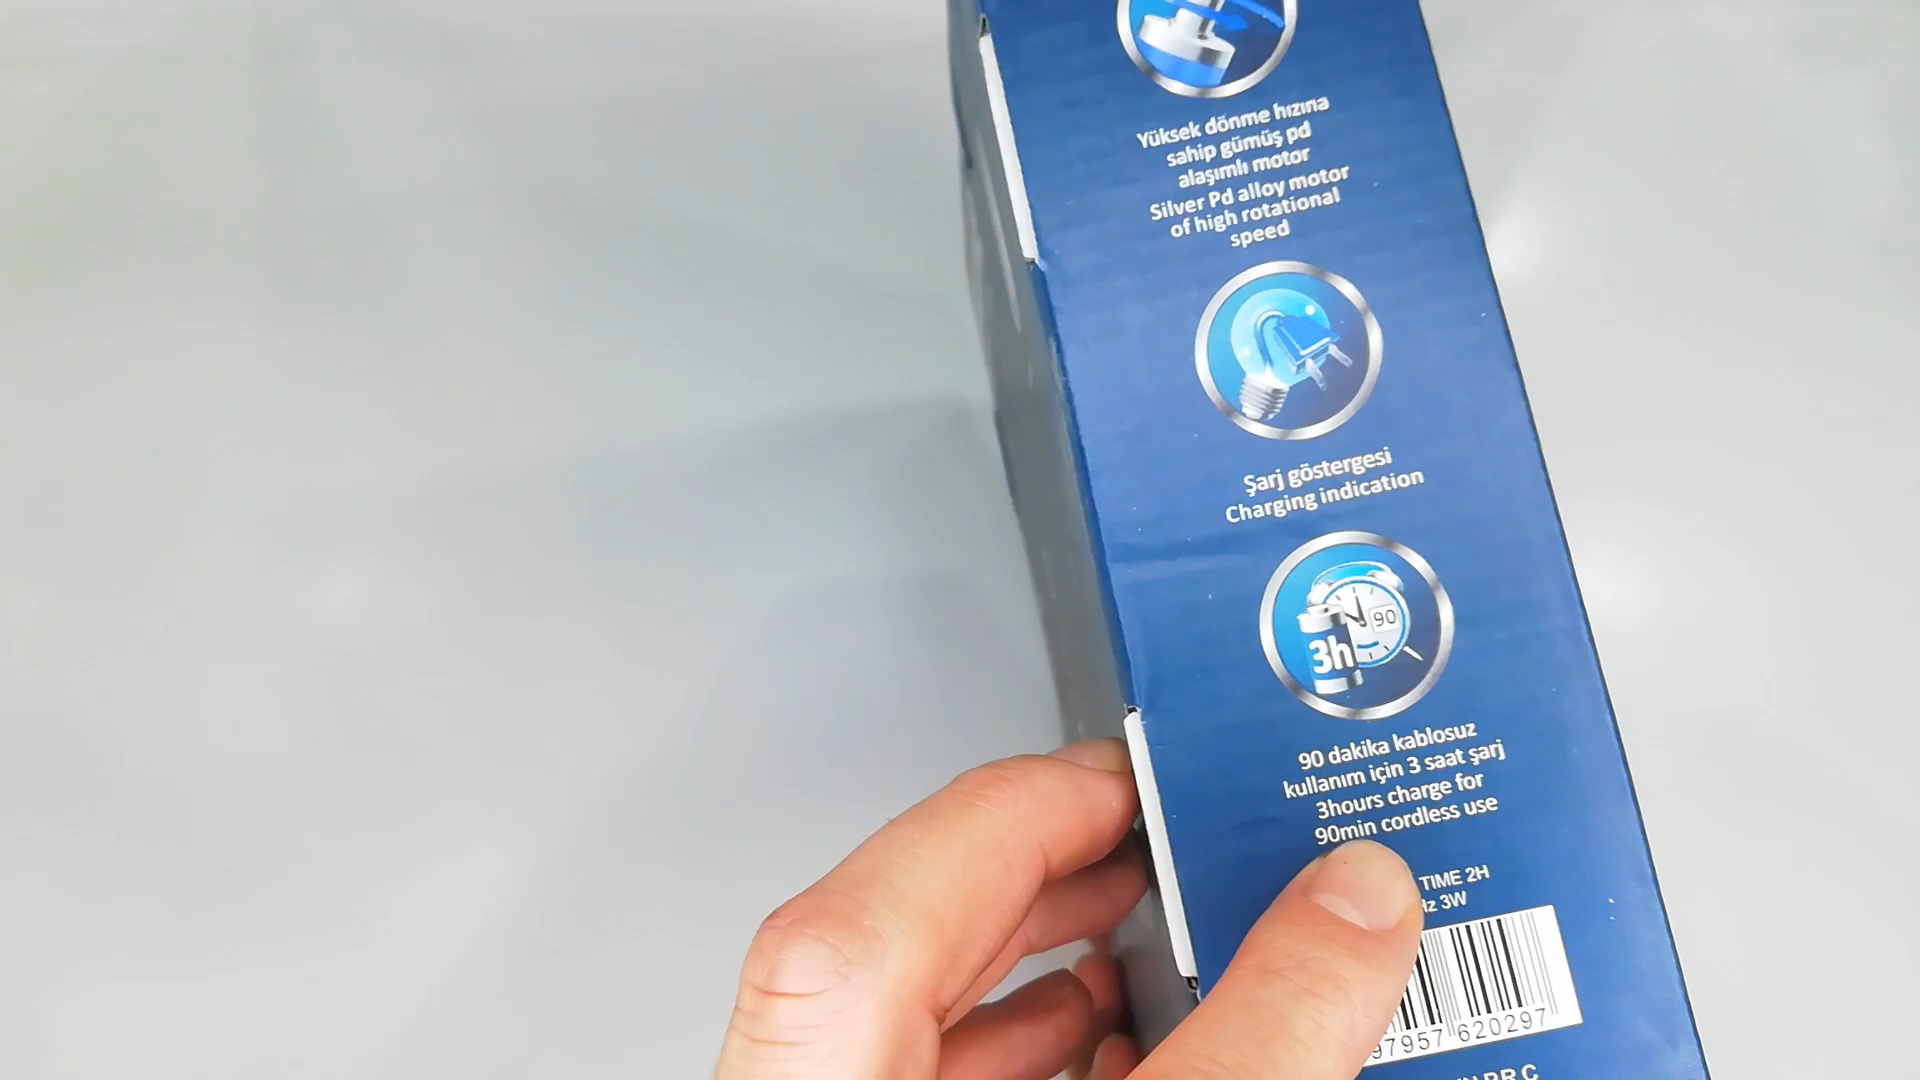 Yüksek dönme hızına
sahip gümüş pd
alaşımlı motor
Silver Pd alloy motor
of high rotational
speed
Şarj göstergesi
Charging indication
90
3h
90 dakika kablosuz
kullanım için 3 saat şarj
3hours charge for
90min cordless use
TIME 2H
3W
97957 620297
P.R.C